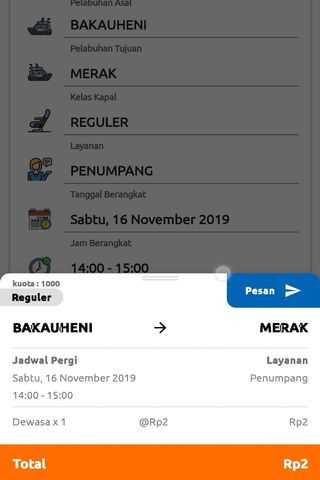 Pelabuhan Asal
BAKAUHENI
Pelabuhan Tujuan
MERAK
Kelas Kapal
REGULER
Layanan
PENUMPANG
Tanggal Berangkat
Sabtu, 16 November 2019
Jam Berangkat
14:00 - 15:00
kuota : 1000
Reguler
Pesan
BAKAUHENI → MERAK
Jadwal Pergi Layanan
Sabtu, 16 November 2019 Penumpang
14:00 - 15:00
Dewasa x 1 @Rp2 Rp2
Total Rp2